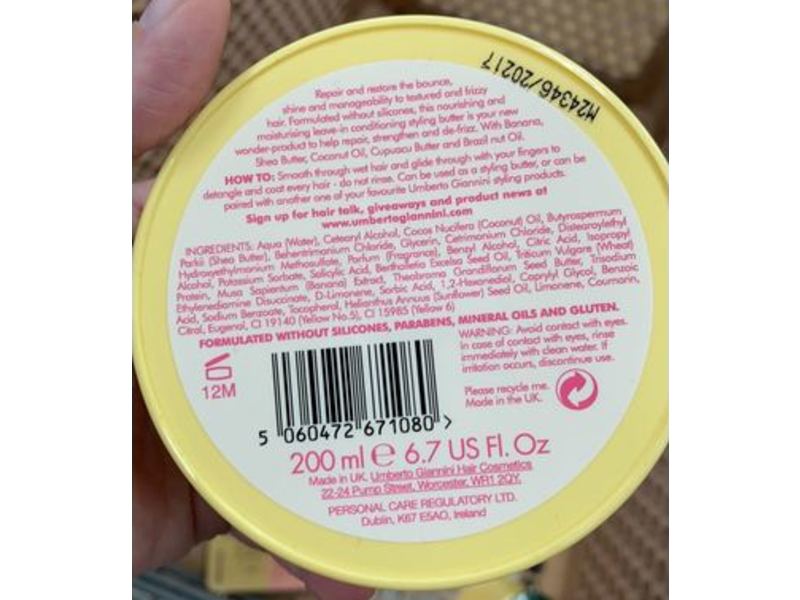 M24346/20217
Repair and restore the bounce,
shine and manageability to textured and frizzy
hair. Formulated without silicones, this nourishing and
moisturising leave-in conditioning styling butter is your new
wonder-product to help repair, strengthen and de-frizz. With Banana,
Shea Butter, Coconut Oil, Cupuacu Butter and Brazil nut Oil.
HOW TO: Smooth through wet hair and glide through with your fingers to
detangle and coat every hair - do not rinse. Can be used as a styling butter, or can be
paired with another one of your favourite Umberto Giannini styling products.
Sign up for hair talk, giveaways and product news at
www.umbertogiannini.com
INGREDIENTS: Aqua (Water), Cetearyl Alcohol, Cocos Nucifera (Coconut) Oil, Butyrospermum
Parkii (Shea Butter), Behentrimonium Chloride, Glycerin, Cetrimonium Chloride, Distearoylethyl
Hydroxyethylmonium Methosulfate, Parfum (Fragrance), Benzyl Alcohol, Citric Acid, Isopropyl
Alcohol, Potassium Sorbate, Salicylic Acid, Bertholletia Excelsa Seed Oil, Triticum Vulgare (Wheat)
Protein, Musa Sapientum (Banana) Extract, Theobroma Grandiflorum Seed Butter, Trisodium
Ethylenediamine Disuccinate, D-Limonene, Sorbic Acid, 1,2-Hexanediol, Caprylyl Glycol, Benzoic
Acid, Sodium Benzoate, Tocopherol, Helianthus Annuus (Sunflower) Seed Oil, Limonene, Coumarin,
Citral, Eugenol, CI 19140 (Yellow No.5), CI 15985 (Yellow 6)
FORMULATED WITHOUT SILICONES, PARABENS, MINERAL OILS AND GLUTEN.
WARNING: Avoid contact with eyes.
In case of contact with eyes, rinse
immediately with clean water. If
irritation occurs, discontinue use.
12M
Please recycle me.
Made in the UK.
5 060472 671080 >
200 ml e 6.7 US Fl. Oz
Made in UK. Umberto Giannini Hair Cosmetics
22-24 Pump Street, Worcester, WR1 2QY.
PERSONAL CARE REGULATORY LTD.
Dublin, K67 E5AO, Ireland